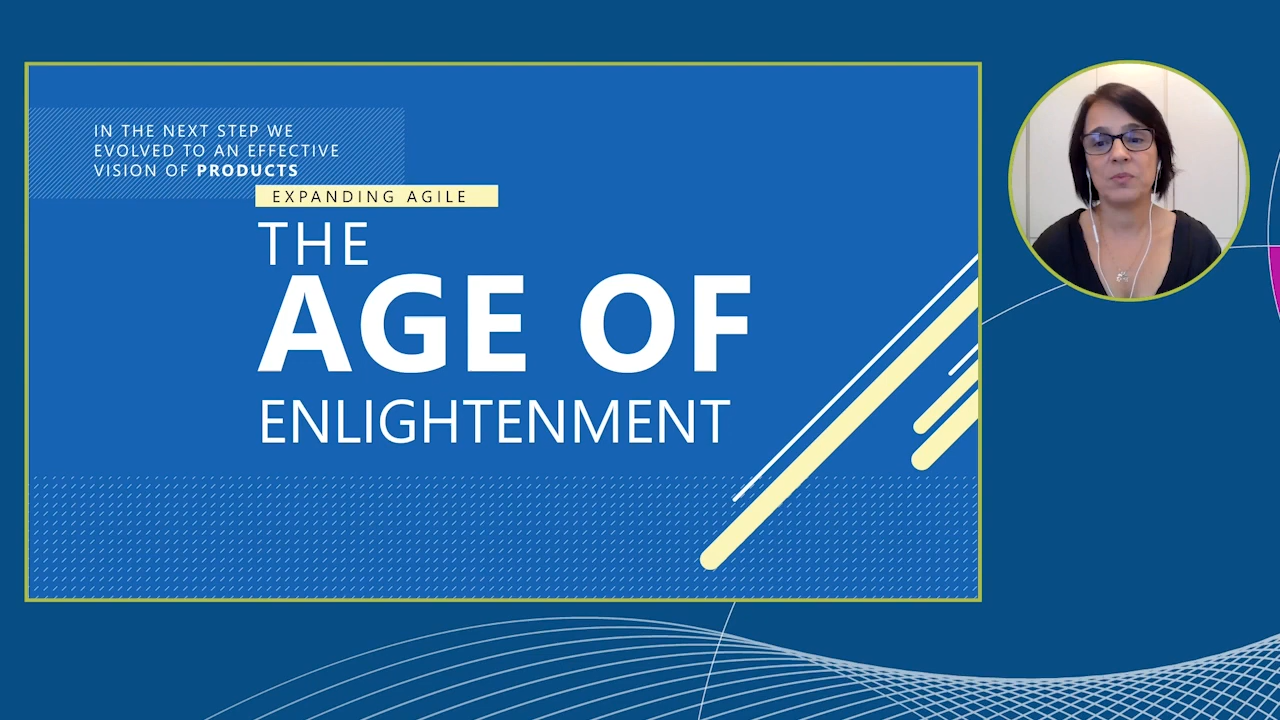 IN THE NEXT STEP WE
EVOLVED TO AN EFFECTIVE
VISION OF PRODUCTS
EXPANDING AGILE
THE
AGE OF
ENLIGHTENMENT